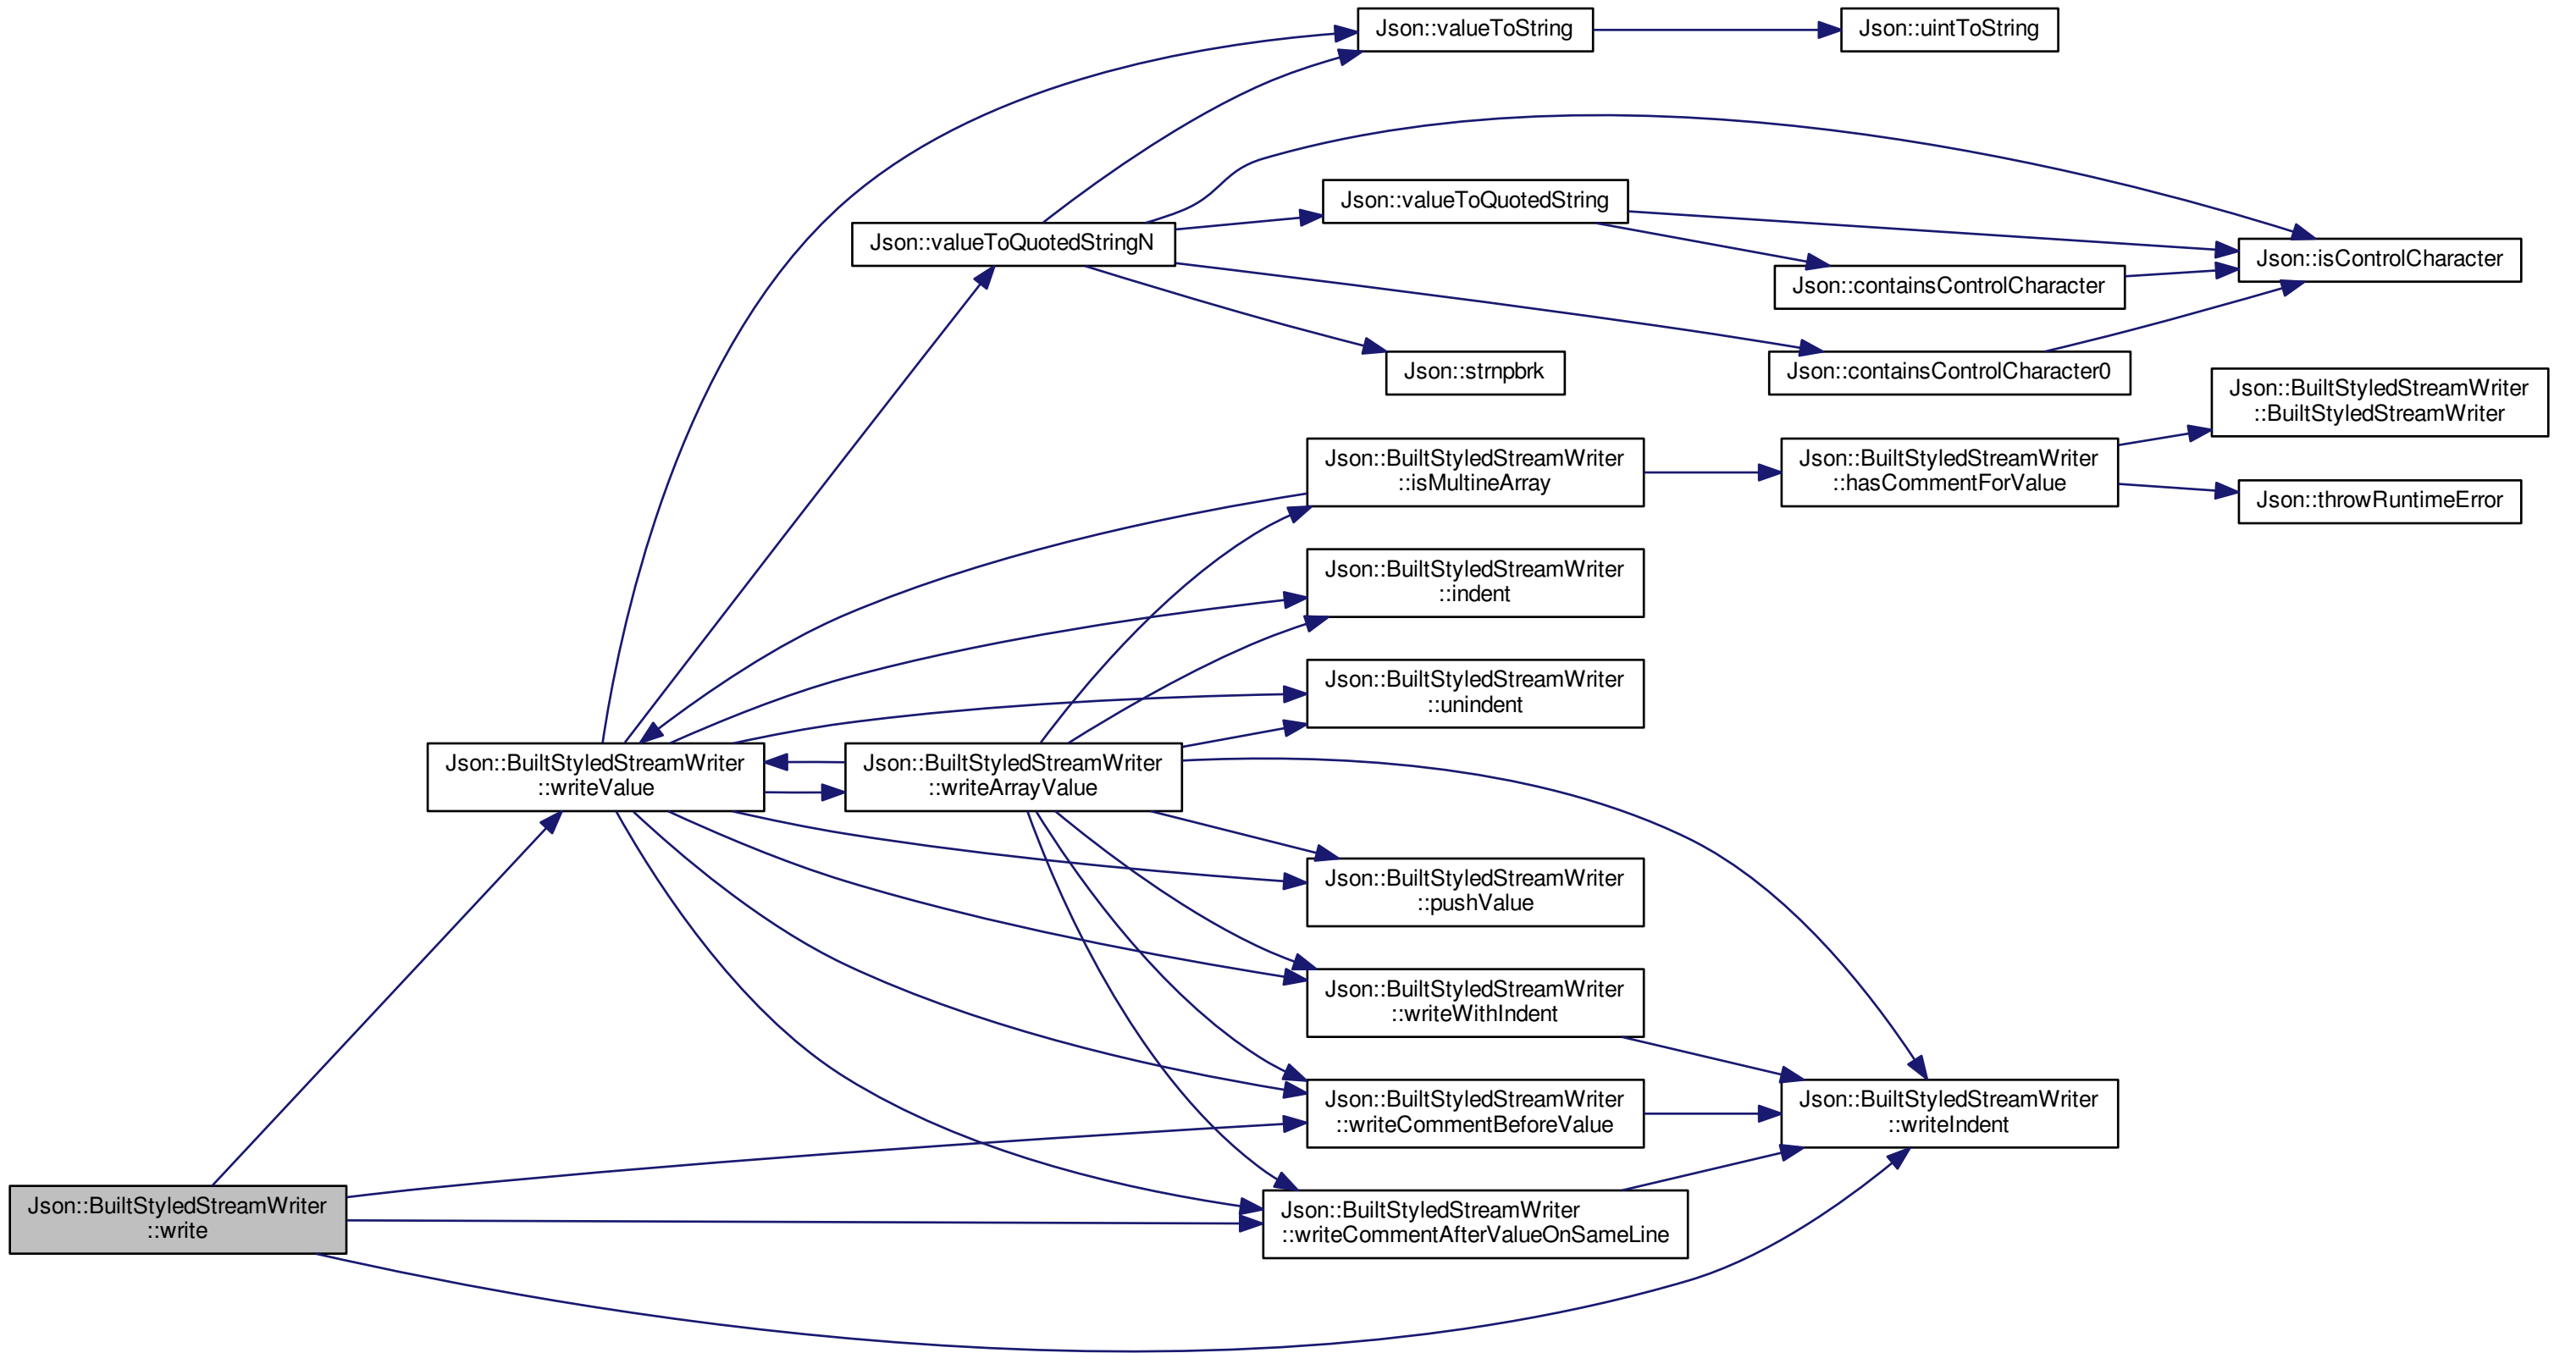 Json::valueToString
Json::uintToString
Json::valueToQuotedString
Json::valueToQuotedStringN
Json::isControlCharacter
Json::containsControlCharacter
Json::strnpbrk
Json::containsControlCharacter0
Json::BuiltStyledStreamWriter
::BuiltStyledStreamWriter
Json::BuiltStyledStreamWriter
::isMultineArray
Json::BuiltStyledStreamWriter
::hasCommentForValue
Json::throwRuntimeError
Json::BuiltStyledStreamWriter
::indent
Json::BuiltStyledStreamWriter
::unindent
Json::BuiltStyledStreamWriter
::writeValue
Json::BuiltStyledStreamWriter
::writeArrayValue
Json::BuiltStyledStreamWriter
::pushValue
Json::BuiltStyledStreamWriter
::writeWithIndent
Json::BuiltStyledStreamWriter
::writeCommentBeforeValue
Json::BuiltStyledStreamWriter
::writeIndent
Json::BuiltStyledStreamWriter
::write
Json::BuiltStyledStreamWriter
::writeCommentAfterValueOnSameLine